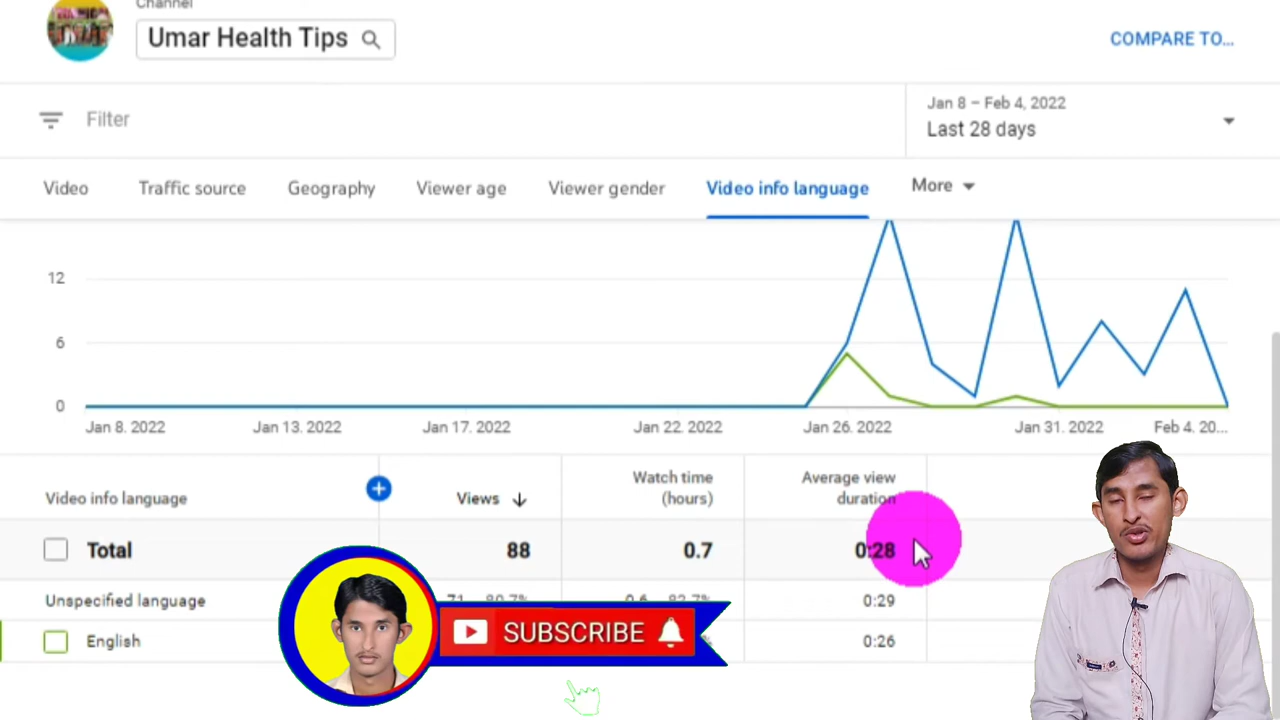 Channel
Umar Health Tips
COMPARE TO...
Filter
Jan 8 – Feb 4, 2022
Last 28 days
Video
Traffic source
Geography
Viewer age
Viewer gender
Video info language
More
12
6
0
Jan 8. 2022
Jan 13. 2022
Jan 17. 2022
Jan 22. 2022
Jan 26. 2022
Jan 31. 2022
Feb 4. 20...
Video info language
Views
Watch time
(hours)
Average view
duration
Total
88
0.7
0:28
Unspecified language
0:29
English
0:26
SUBSCRIBE